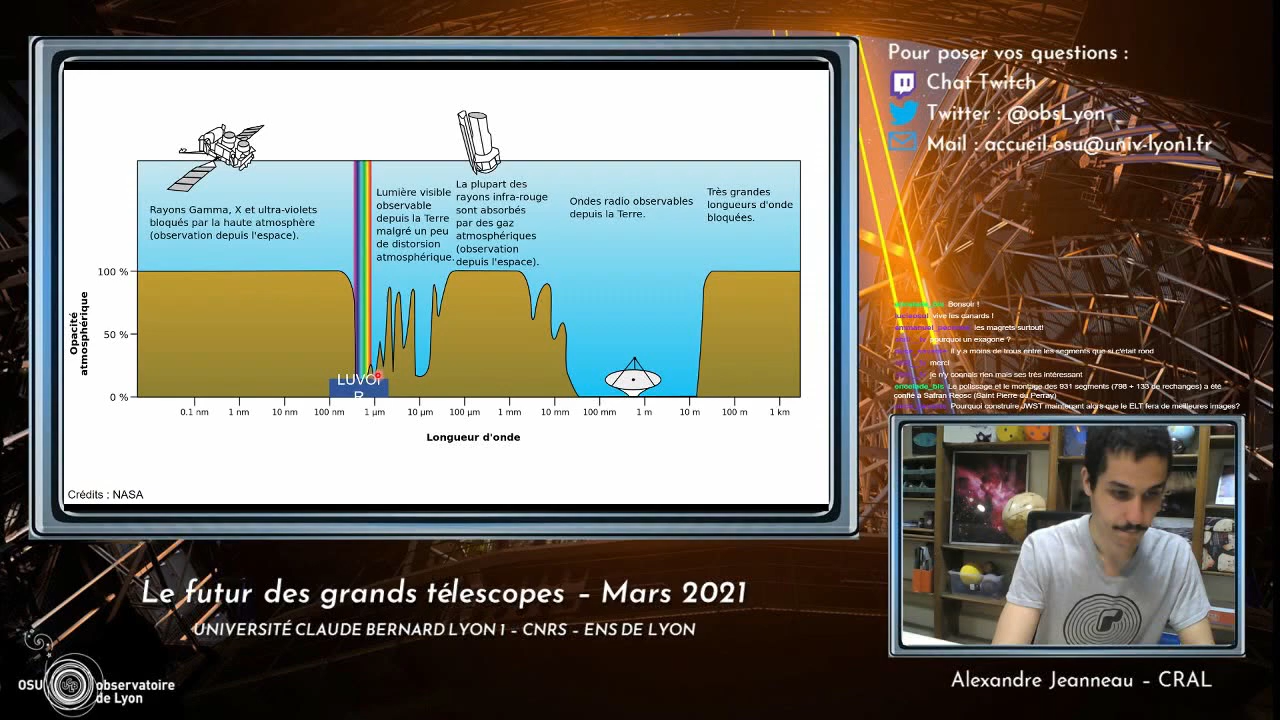 Pour poser vos questions :
Chat Twitch
Twitter : @obsLyon
Mail : accueil-osu@univ-lyon1.fr
Rayons Gamma, X et ultra-violets
bloqués par la haute atmosphère
(observation depuis l'espace).
Lumière visible
observable
depuis la Terre
malgré un peu
de distorsion
atmosphérique.
La plupart des
rayons infra-rouge
sont absorbés
par des gaz
atmosphériques
(observation
depuis l'espace).
Ondes radio observables
depuis la Terre.
Très grandes
longueurs d'onde
bloquées.
Opacité
atmosphérique
100 %
50 %
0 %
LUVOI
R
0.1 nm 1 nm 10 nm 100 nm 1 µm 10 µm 100 µm 1 mm 10 mm 100 mm 1 m 10 m 100 m 1 km
Longueur d'onde
Crédits : NASA
Bonsoir !
vive les canards !
les magrets surtout!
pourquoi un exagone ?
il y a moins de trous entre les segments que si c'était rond
merci
je n'y connais rien mais ses très intéressant
Le polissage et le montage des 931 segments (798 + 133 de rechanges) a été
confié à Safran Reosc (Saint Pierre du Perray)
Pourquoi construire JWST maintenant alors que le ELT fera de meilleures images?
Le futur des grands télescopes – Mars 2021
UNIVERSITÉ CLAUDE BERNARD LYON 1 - CNRS - ENS DE LYON
OSU
observatoire
de Lyon
Alexandre Jeanneau - CRAL